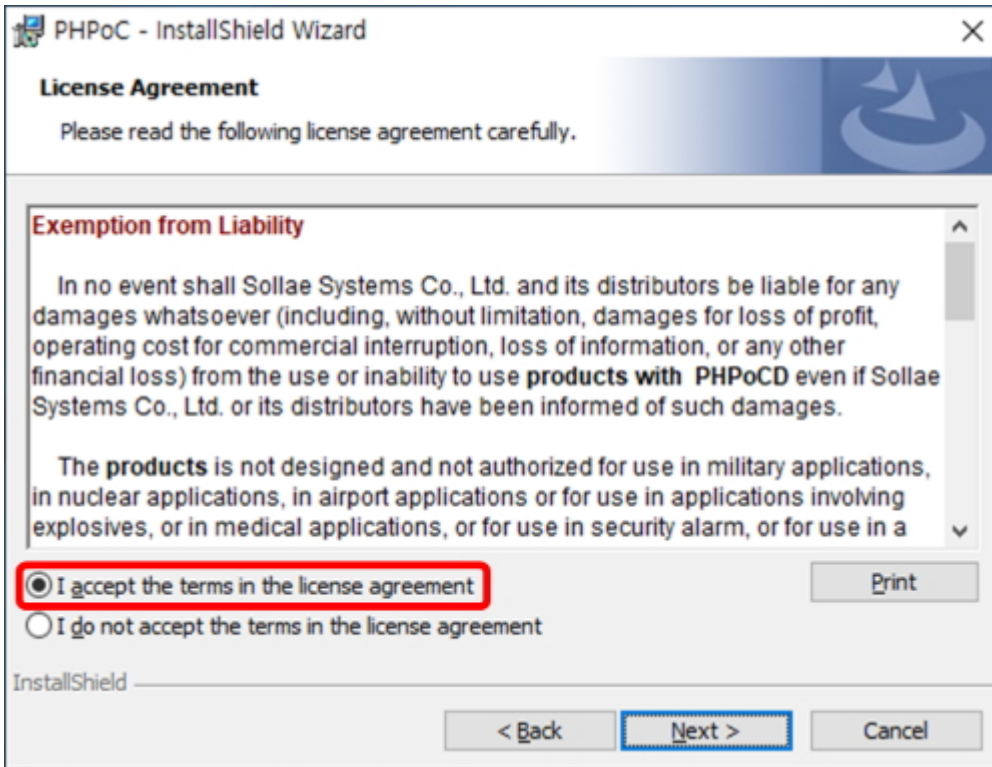 PHPoC - InstallShield Wizard
License Agreement
Please read the following license agreement carefully.
Exemption from Liability
In no event shall Sollae Systems Co., Ltd. and its distributors be liable for any
damages whatsoever (including, without limitation, damages for loss of profit,
operating cost for commercial interruption, loss of information, or any other
financial loss) from the use or inability to use products with PHPoCD even if Sollae
Systems Co., Ltd. or its distributors have been informed of such damages.
The products is not designed and not authorized for use in military applications,
in nuclear applications, in airport applications or for use in applications involving
explosives, or in medical applications, or for use in security alarm, or for use in a
I accept the terms in the license agreement
Print
I do not accept the terms in the license agreement
InstallShield
< Back
Next >
Cancel